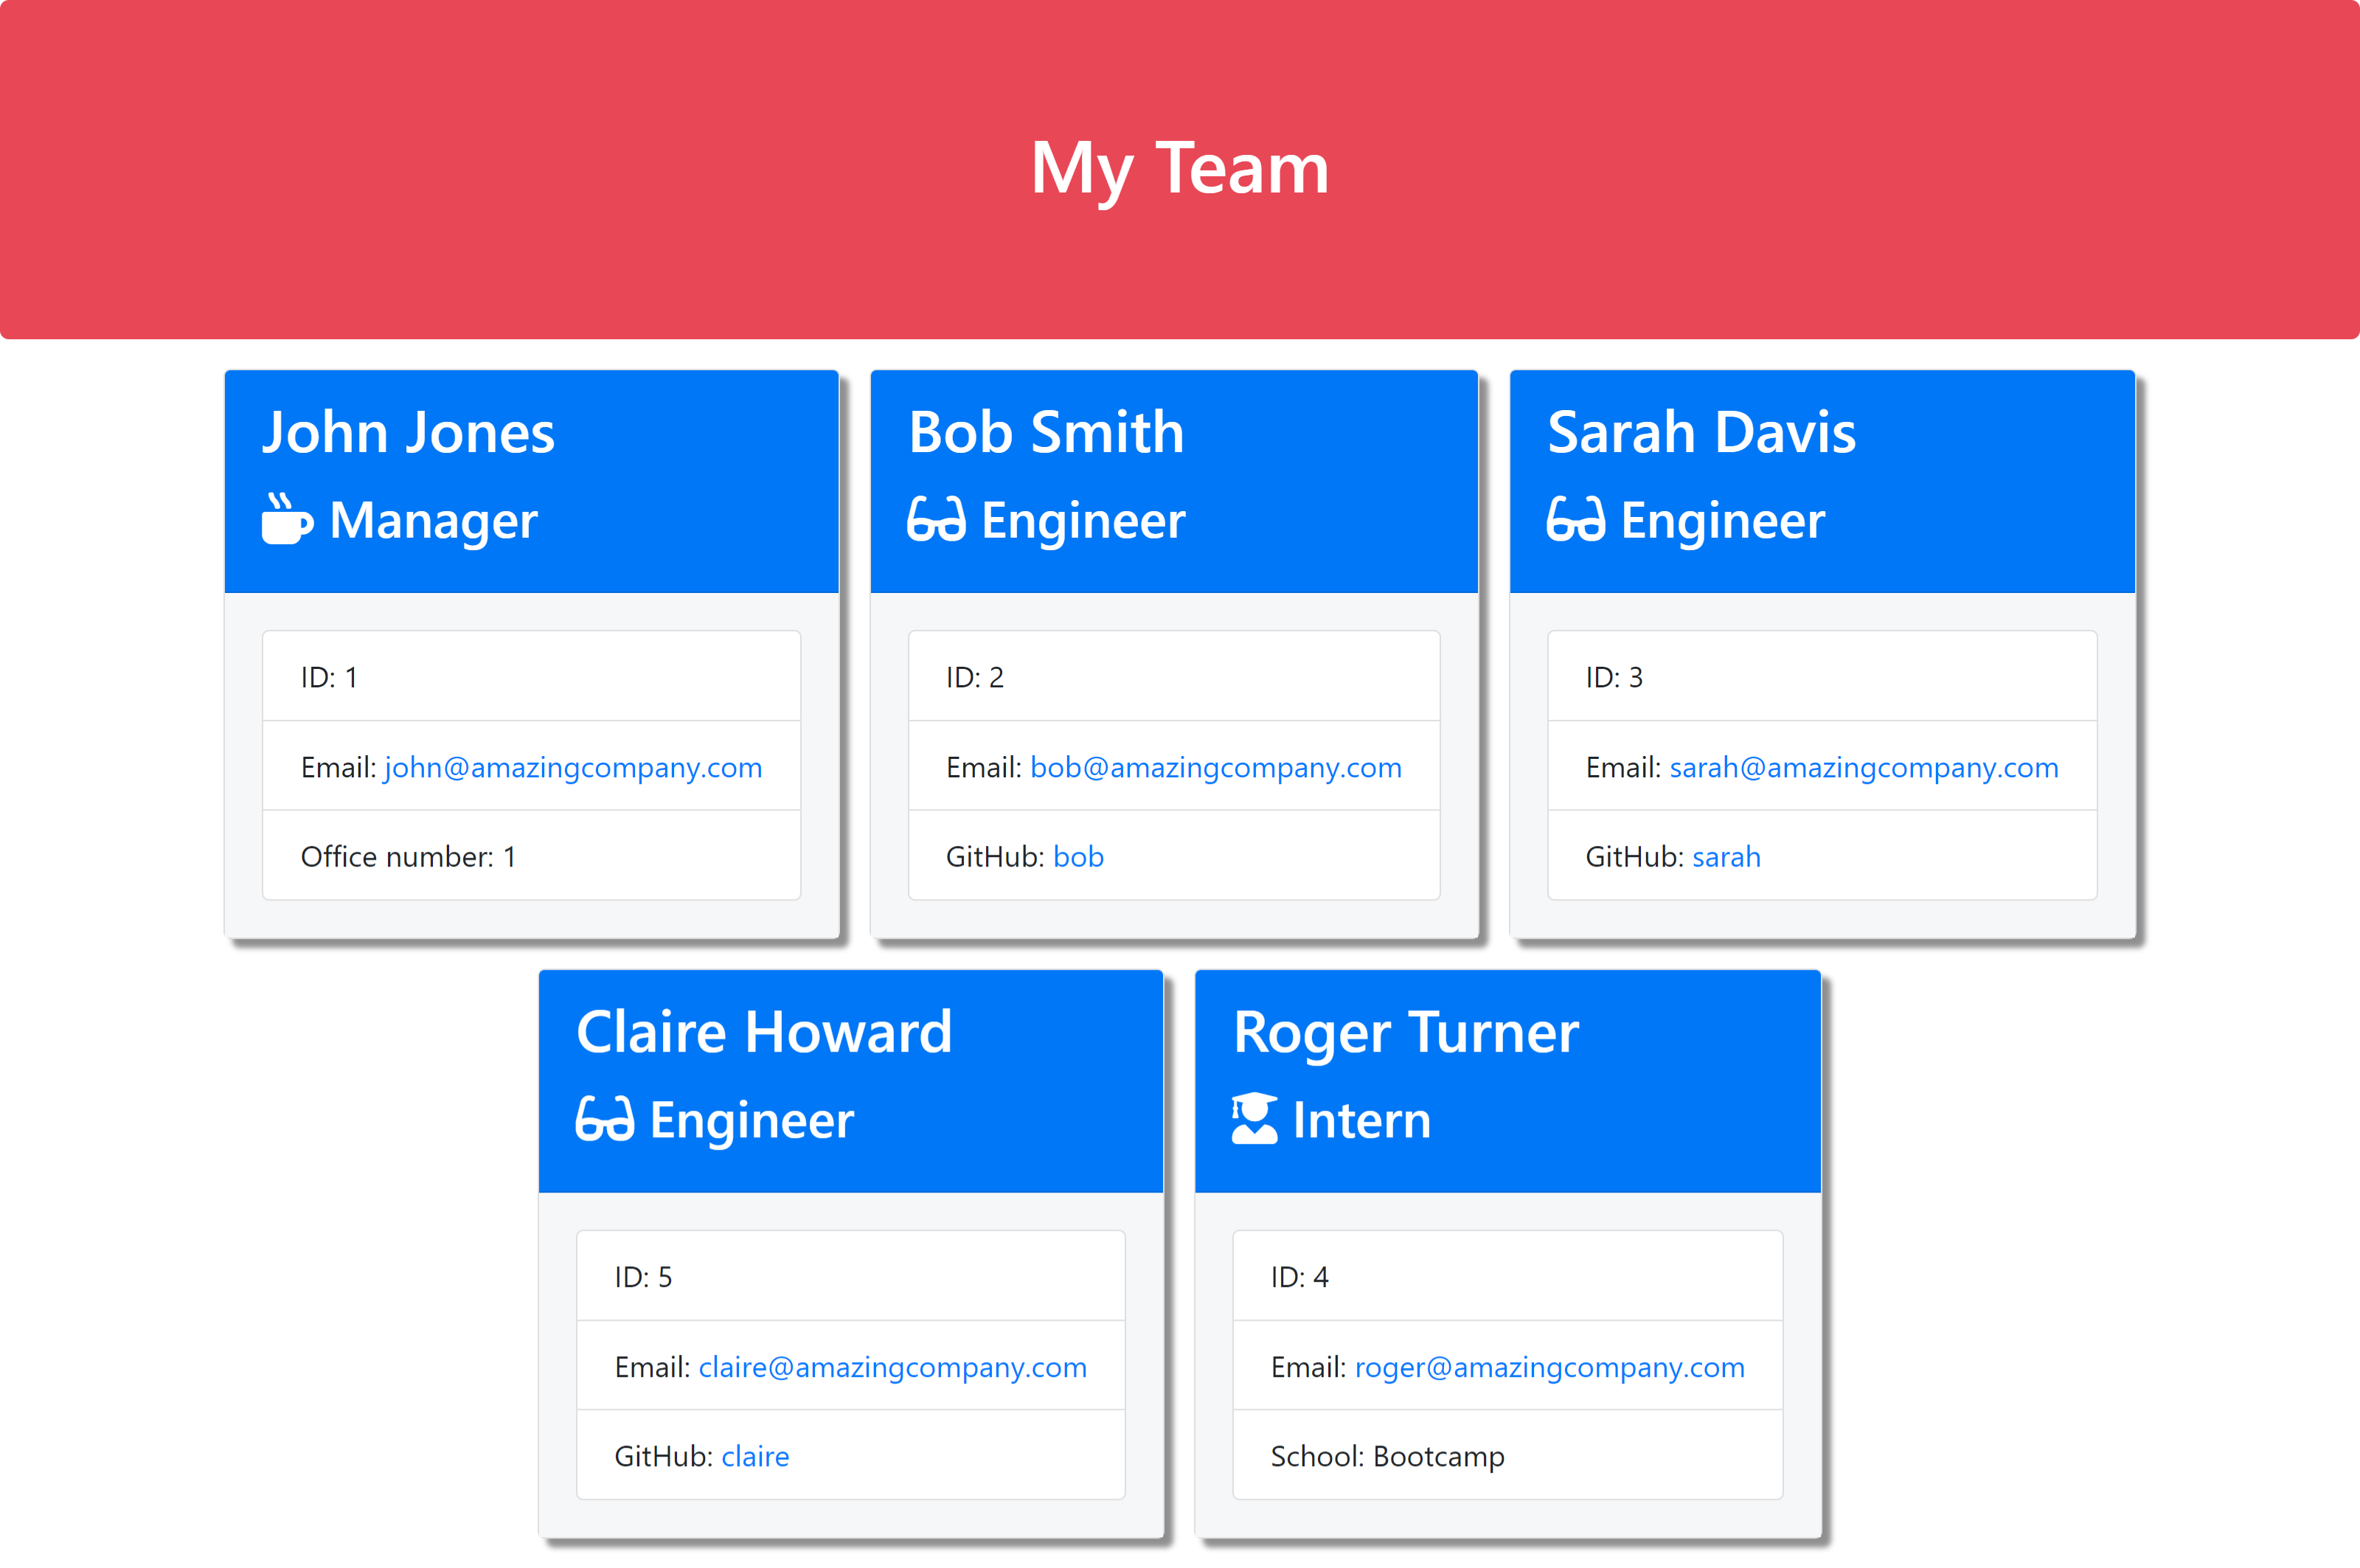 My Team
John Jones
Manager
ID: 1
Email: john@amazingcompany.com
Office number: 1
Bob Smith
Engineer
ID: 2
Email: bob@amazingcompany.com
GitHub: bob
Sarah Davis
Engineer
ID: 3
Email: sarah@amazingcompany.com
GitHub: sarah
Claire Howard
Engineer
ID: 5
Email: claire@amazingcompany.com
GitHub: claire
Roger Turner
Intern
ID: 4
Email: roger@amazingcompany.com
School: Bootcamp